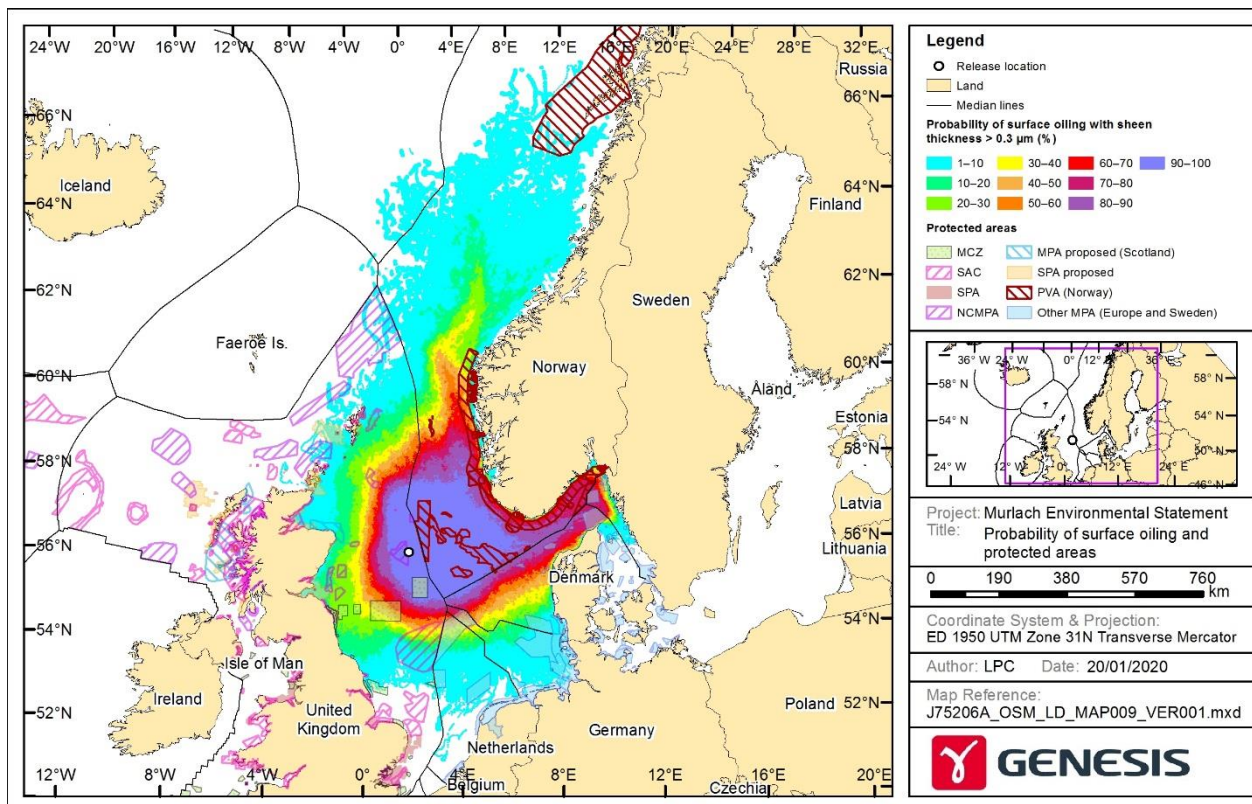 24°W 20°W 16°W 12°W 8°W 4°W 0° 4°E 8°E 12°E 16°E 20°E 24°E 28°E 32°E
Russia
66°N 66°N
Iceland
64°N 64°N
Finland
62°N 62°N
Sweden
Faeroe Is.
Norway
60°N 60°N
Åland
Estonia
58°N 58°N
Latvia
56°N 56°N
Lithuania
Denmark
54°N 54°N
Isle of Man
Ireland
United
Kingdom
52°N 52°N
Poland
Germany
Netherlands
Belgium
Czechia
12°W 8°W 4°W 0° 4°E 8°E 12°E 16°E 20°E
Legend
Release location
Land
Median lines
Probability of surface oiling with sheen
thickness > 0.3 µm (%)
1–10 30–40 60–70 90–100
10–20 40–50 70–80
20–30 50–60 80–90
Protected areas
MCZ MPA proposed (Scotland)
SAC SPA proposed
SPA PVA (Norway)
NCMPA Other MPA (Europe and Sweden)
36°W 24°W 0° 12°E 36°E
58°N 58°N
54°N 54°N
50°N
24°W 12°W 0° 12°E 24°E 46°N
Project: Murlach Environmental Statement
Title: Probability of surface oiling and
protected areas
0 190 380 570 760
km
Coordinate System & Projection:
ED 1950 UTM Zone 31N Transverse Mercator
Author: LPC Date: 20/01/2020
Map Reference:
J75206A_OSM_LD_MAP009_VER001.mxd
GENESIS